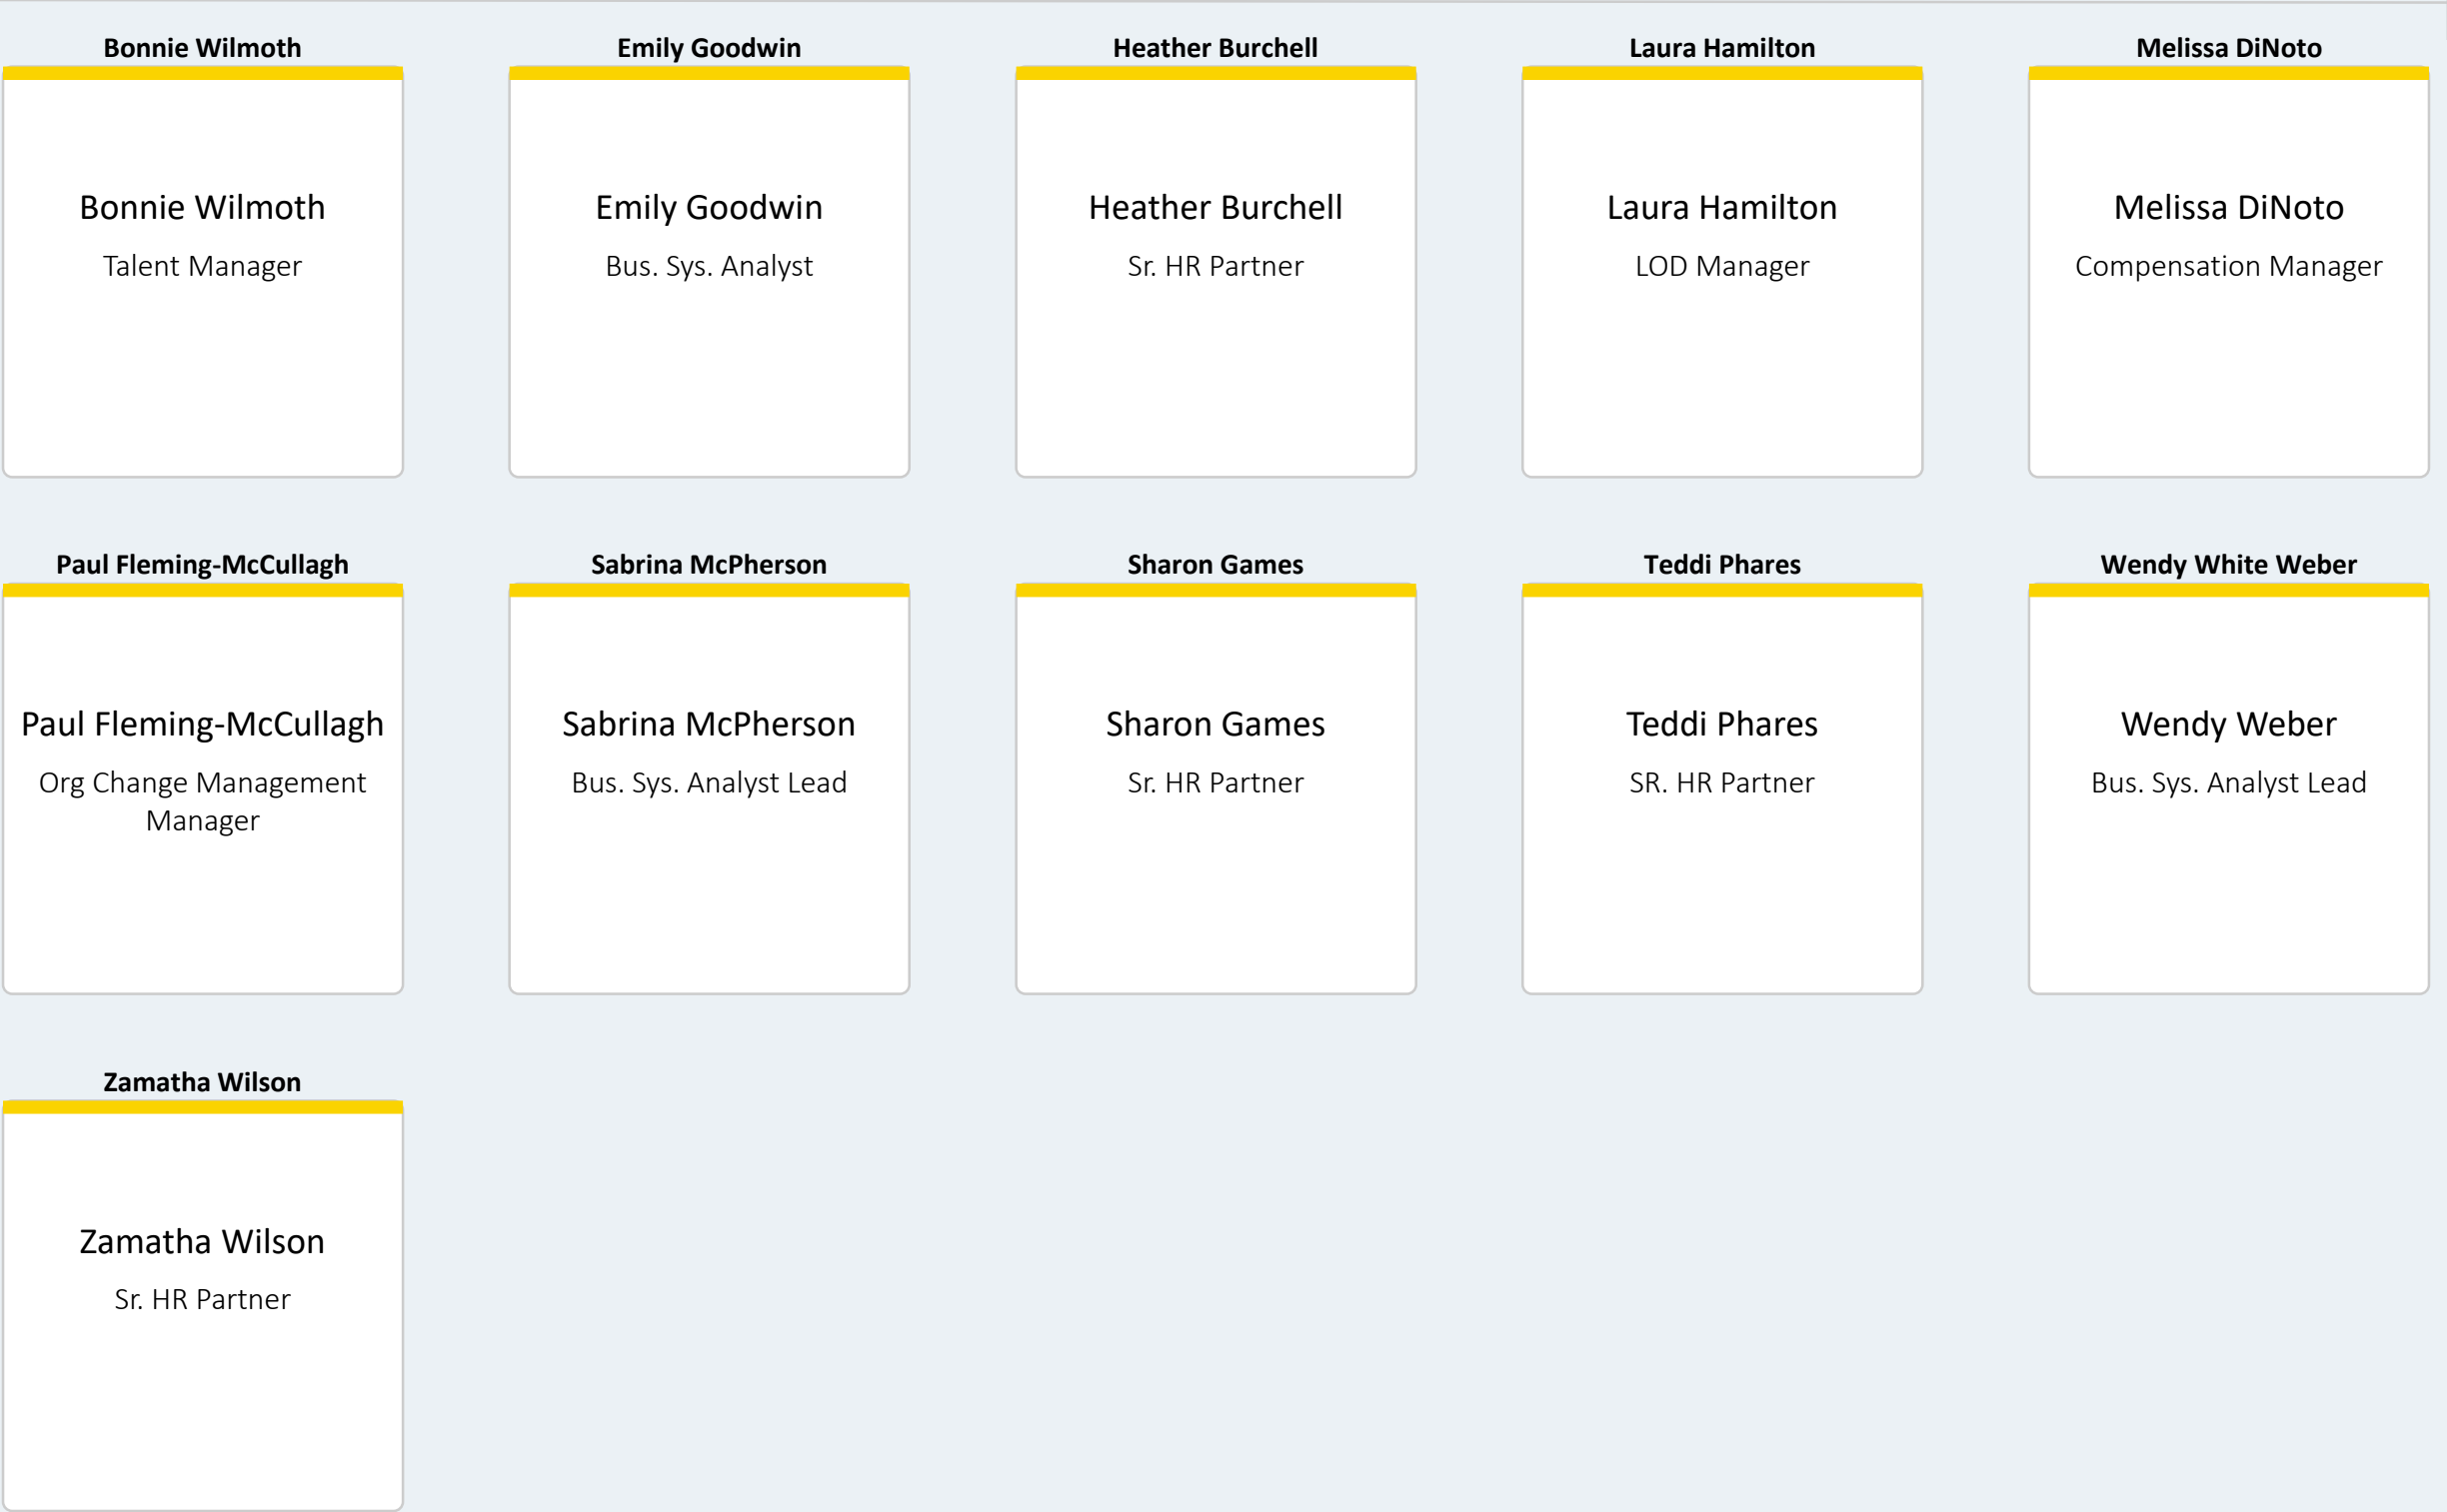 Bonnie Wilmoth
Emily Goodwin
Heather Burchell
Laura Hamilton
Melissa DiNoto
Bonnie Wilmoth
Talent Manager
Emily Goodwin
Bus. Sys. Analyst
Heather Burchell
Sr. HR Partner
Laura Hamilton
LOD Manager
Melissa DiNoto
Compensation Manager
Paul Fleming-McCullagh
Sabrina McPherson
Sharon Games
Teddi Phares
Wendy White Weber
Paul Fleming-McCullagh
Org Change Management
Manager
Sabrina McPherson
Bus. Sys. Analyst Lead
Sharon Games
Sr. HR Partner
Teddi Phares
SR. HR Partner
Wendy Weber
Bus. Sys. Analyst Lead
Zamatha Wilson
Zamatha Wilson
Sr. HR Partner